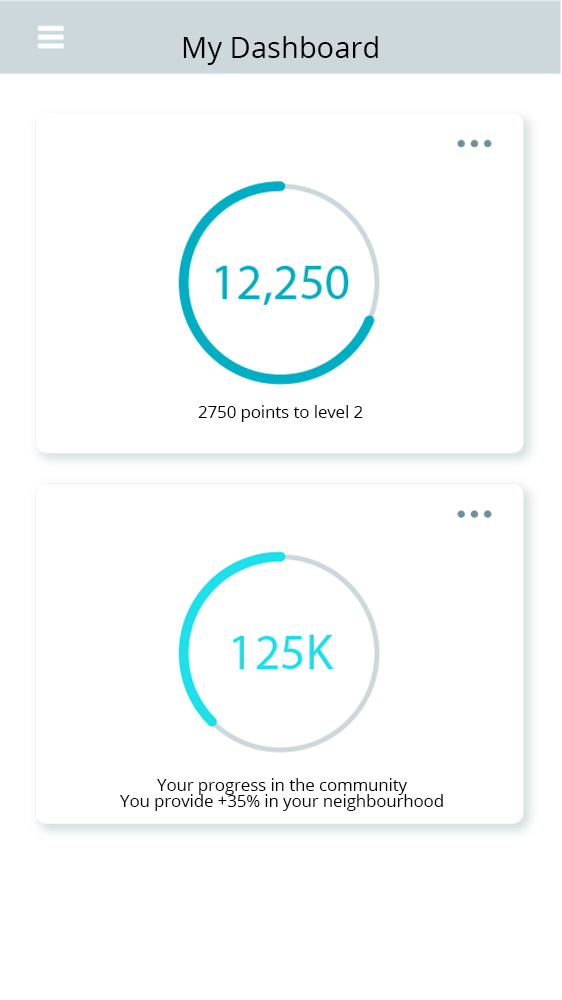 My Dashboard
12,250
2750 points to level 2
125K
Your progress in the community
You provide +35% in your neighbourhood